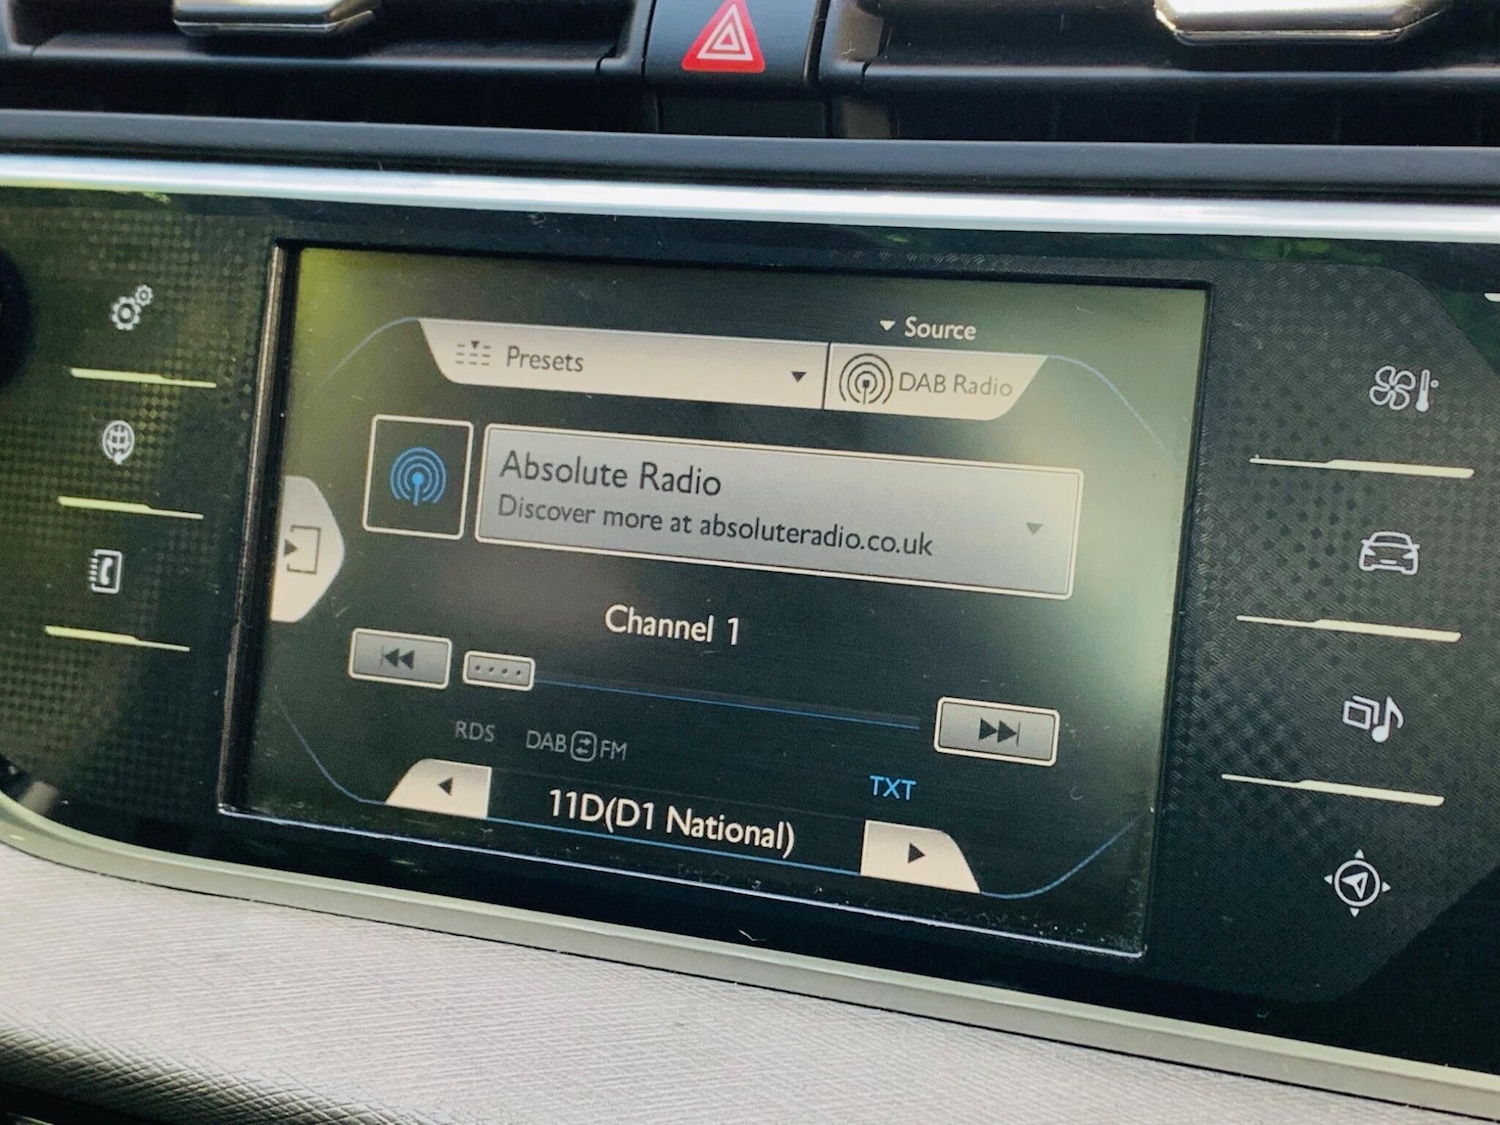 Source
Presets
DAB Radio
Absolute Radio
Discover more at absoluteradio.co.uk
Channel 1
RDS
DAB FM
TXT
11D(D1 National)